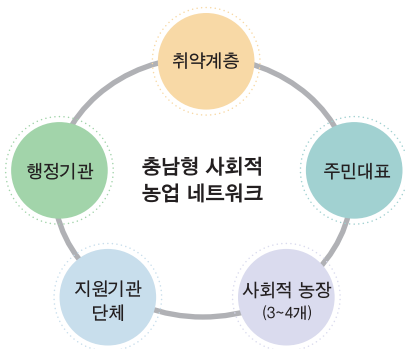 취약계층
행정기관
충남형 사회적
농업 네트워크
주민대표
지원기관
단체
사회적 농장
(3~4개)